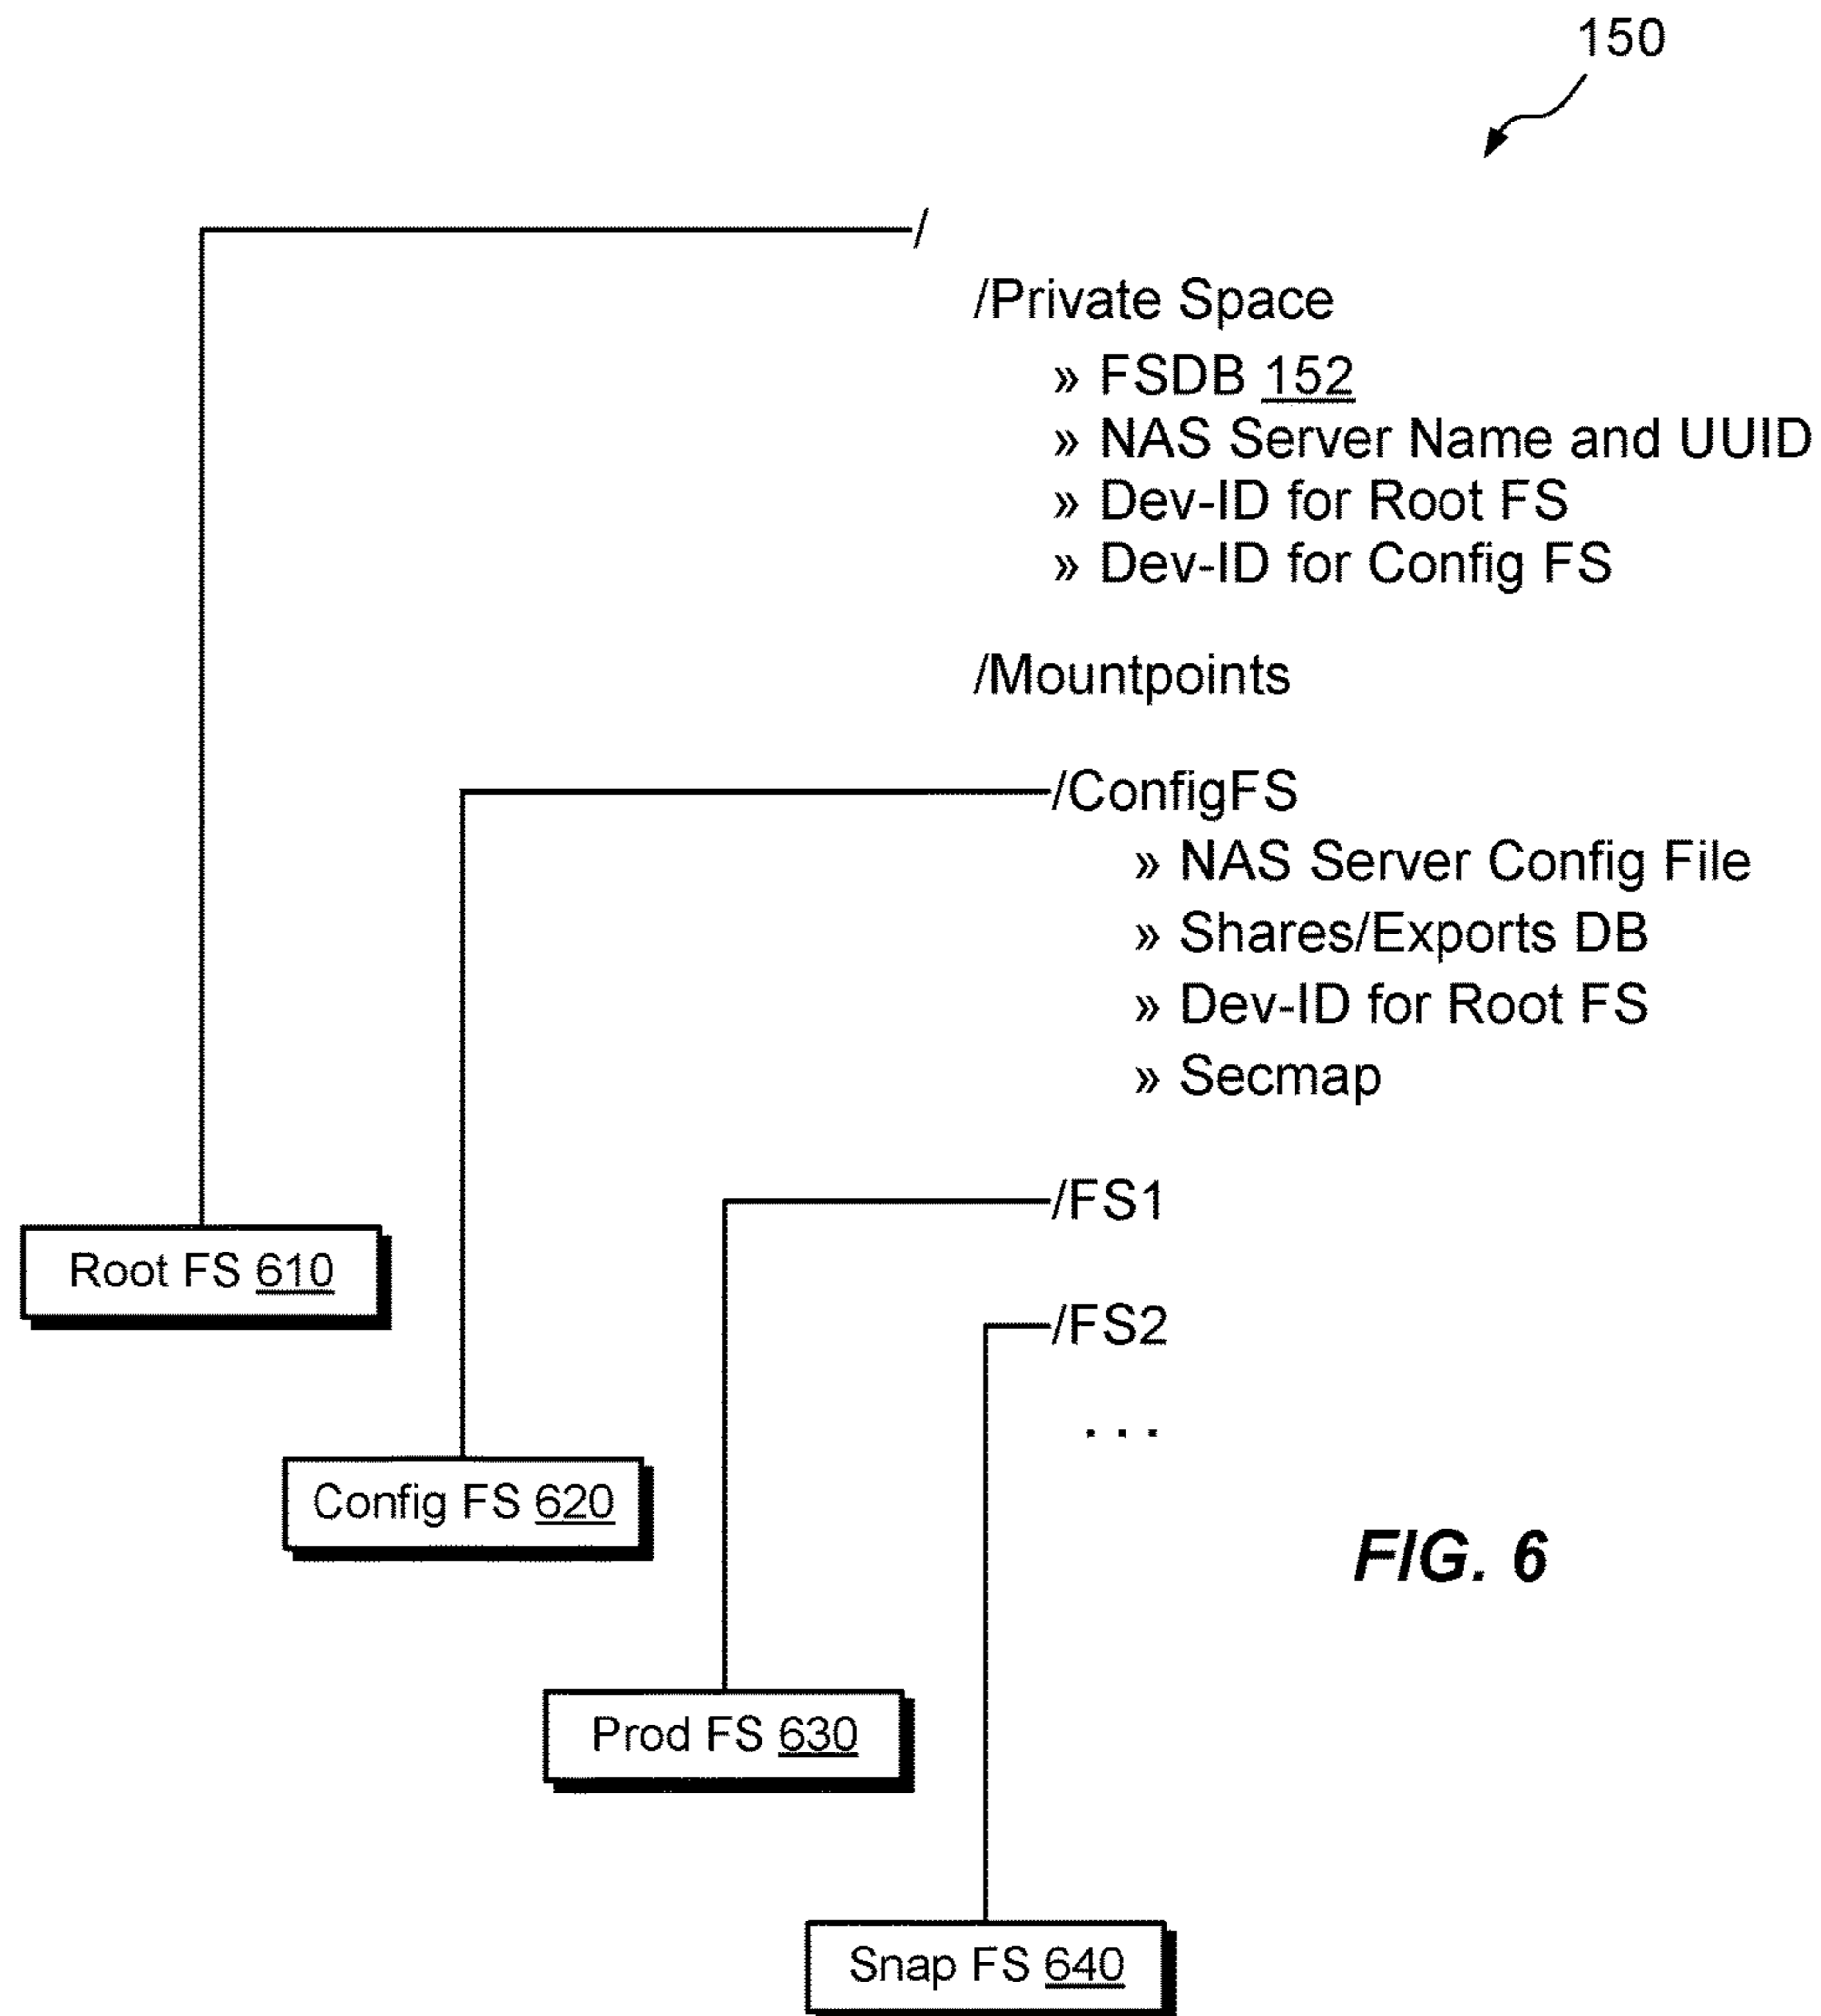 150
/
/Private Space
» FSDB 152
» NAS Server Name and UUID
» Dev-ID for Root FS
» Dev-ID for Config FS
/Mountpoints
/ConfigFS
» NAS Server Config File
» Shares/Exports DB
» Dev-ID for Root FS
» Secmap
/FS1
Root FS 610
/FS2
. . .
Config FS 620
FIG. 6
Prod FS 630
Snap FS 640